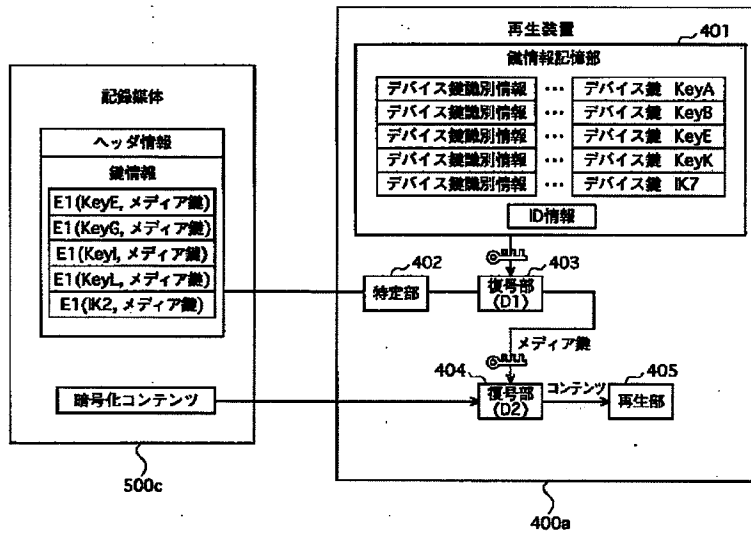 記録媒体
ヘッダ情報
鍵情報
E1(KeyE, メディア鍵)
E1(KeyG, メディア鍵)
E1(KeyI, メディア鍵)
E1(KeyL, メディア鍵)
E1(IK2, メディア鍵)
暗号化コンテンツ
500c
再生装置
401
鍵情報記憶部
デバイス鍵識別情報 ··· デバイス鍵 KeyA
デバイス鍵識別情報 ··· デバイス鍵 KeyB
デバイス鍵識別情報 ··· デバイス鍵 KeyE
デバイス鍵識別情報 ··· デバイス鍵 KeyK
デバイス鍵識別情報 ··· デバイス鍵 IK7
ID情報
402
特定部
403
復号部
(D1)
メディア鍵
404
復号部
(D2)
コンテンツ
405
再生部
400a